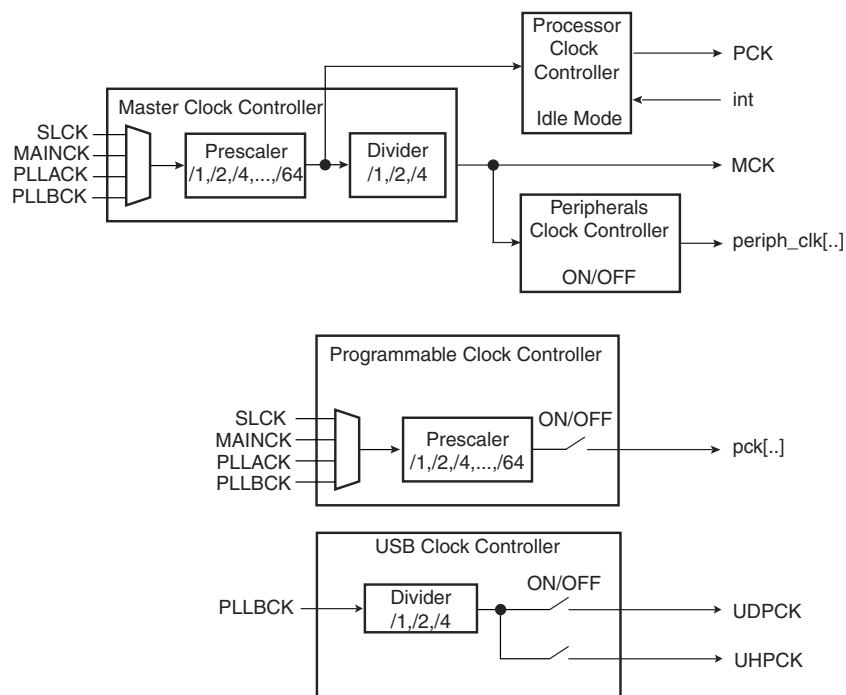 Processor
Clock
Controller
Idle Mode
PCK
int
Master Clock Controller
SLCK
MAINCK
PLLACK
PLLBCK
Prescaler
/1,/2,/4,...,/64
Divider
/1,/2,/4
MCK
Peripherals
Clock Controller
ON/OFF
periph_clk[..]
Programmable Clock Controller
SLCK
MAINCK
PLLACK
PLLBCK
Prescaler
/1,/2,/4,...,/64
ON/OFF
pck[..]
USB Clock Controller
PLLBCK
Divider
/1,/2,/4
ON/OFF
UDPCK
UHPCK